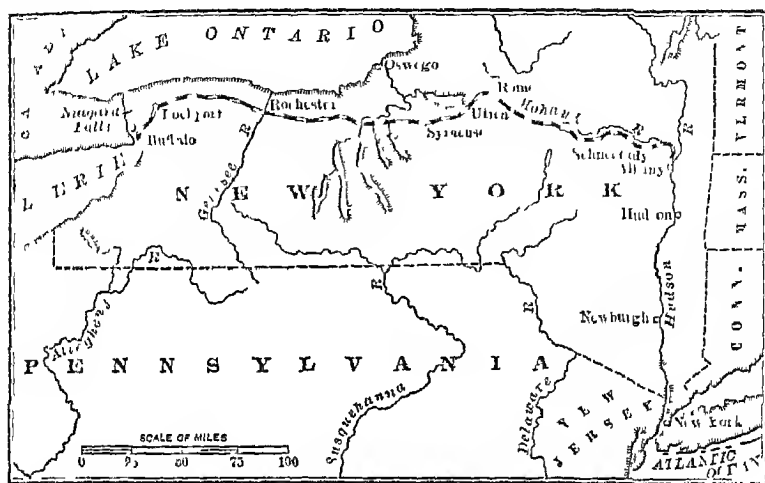 LAKE ONTARIO
Oswego
Rome
Niagara
Falls
Lockport
Rochester
Mohawk
R
Utica
Syracuse
Buffalo
Schnectady
Albany
L ERIE
Genesee
R
NEW YORK
Hudson
R
VERMONT
MASS.
CONN.
Hudson
Newburgh
R
R
R
Allegheny
PENNSYLVANIA
Susquehanna
Delaware
JERSEY
New York
SCALE OF MILES
0 25 50 75 100
ATLANTIC